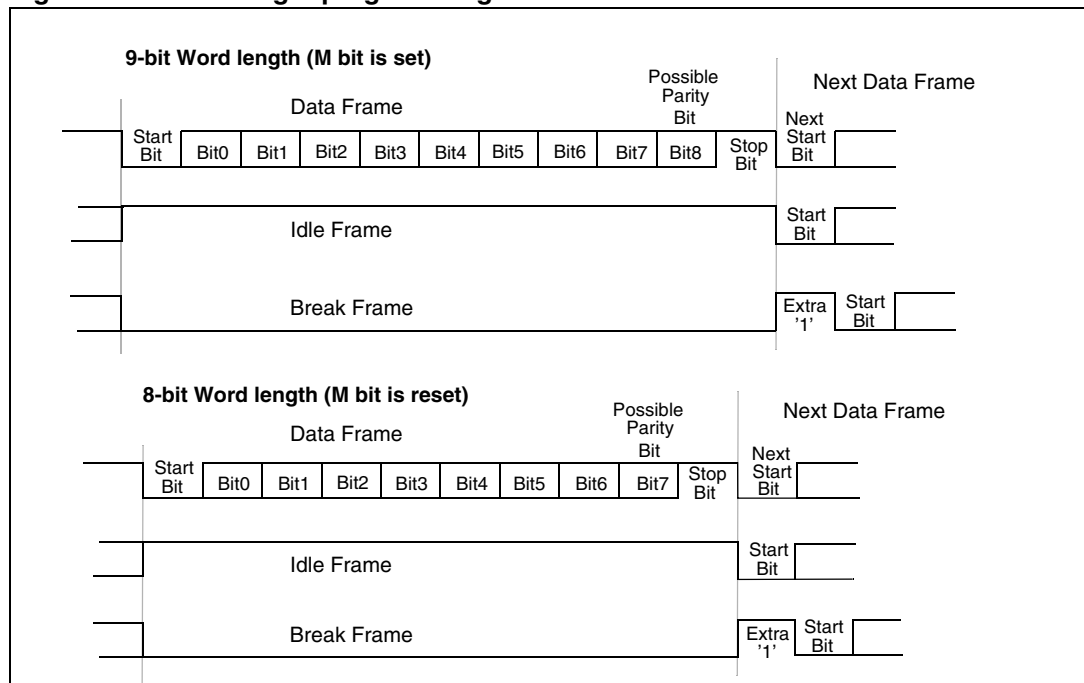 9-bit Word length (M bit is set)
Possible
Parity
Bit
Next Data Frame
Data Frame
Start
Bit
Bit0 Bit1 Bit2 Bit3 Bit4 Bit5 Bit6 Bit7 Bit8
Stop
Bit
Next
Start
Bit
Idle Frame
Start
Bit
Break Frame
Extra
'1'
Start
Bit
8-bit Word length (M bit is reset)
Possible
Parity
Bit
Next Data Frame
Data Frame
Start
Bit
Bit0 Bit1 Bit2 Bit3 Bit4 Bit5 Bit6 Bit7
Stop
Bit
Next
Start
Bit
Idle Frame
Start
Bit
Break Frame
Extra
'1'
Start
Bit